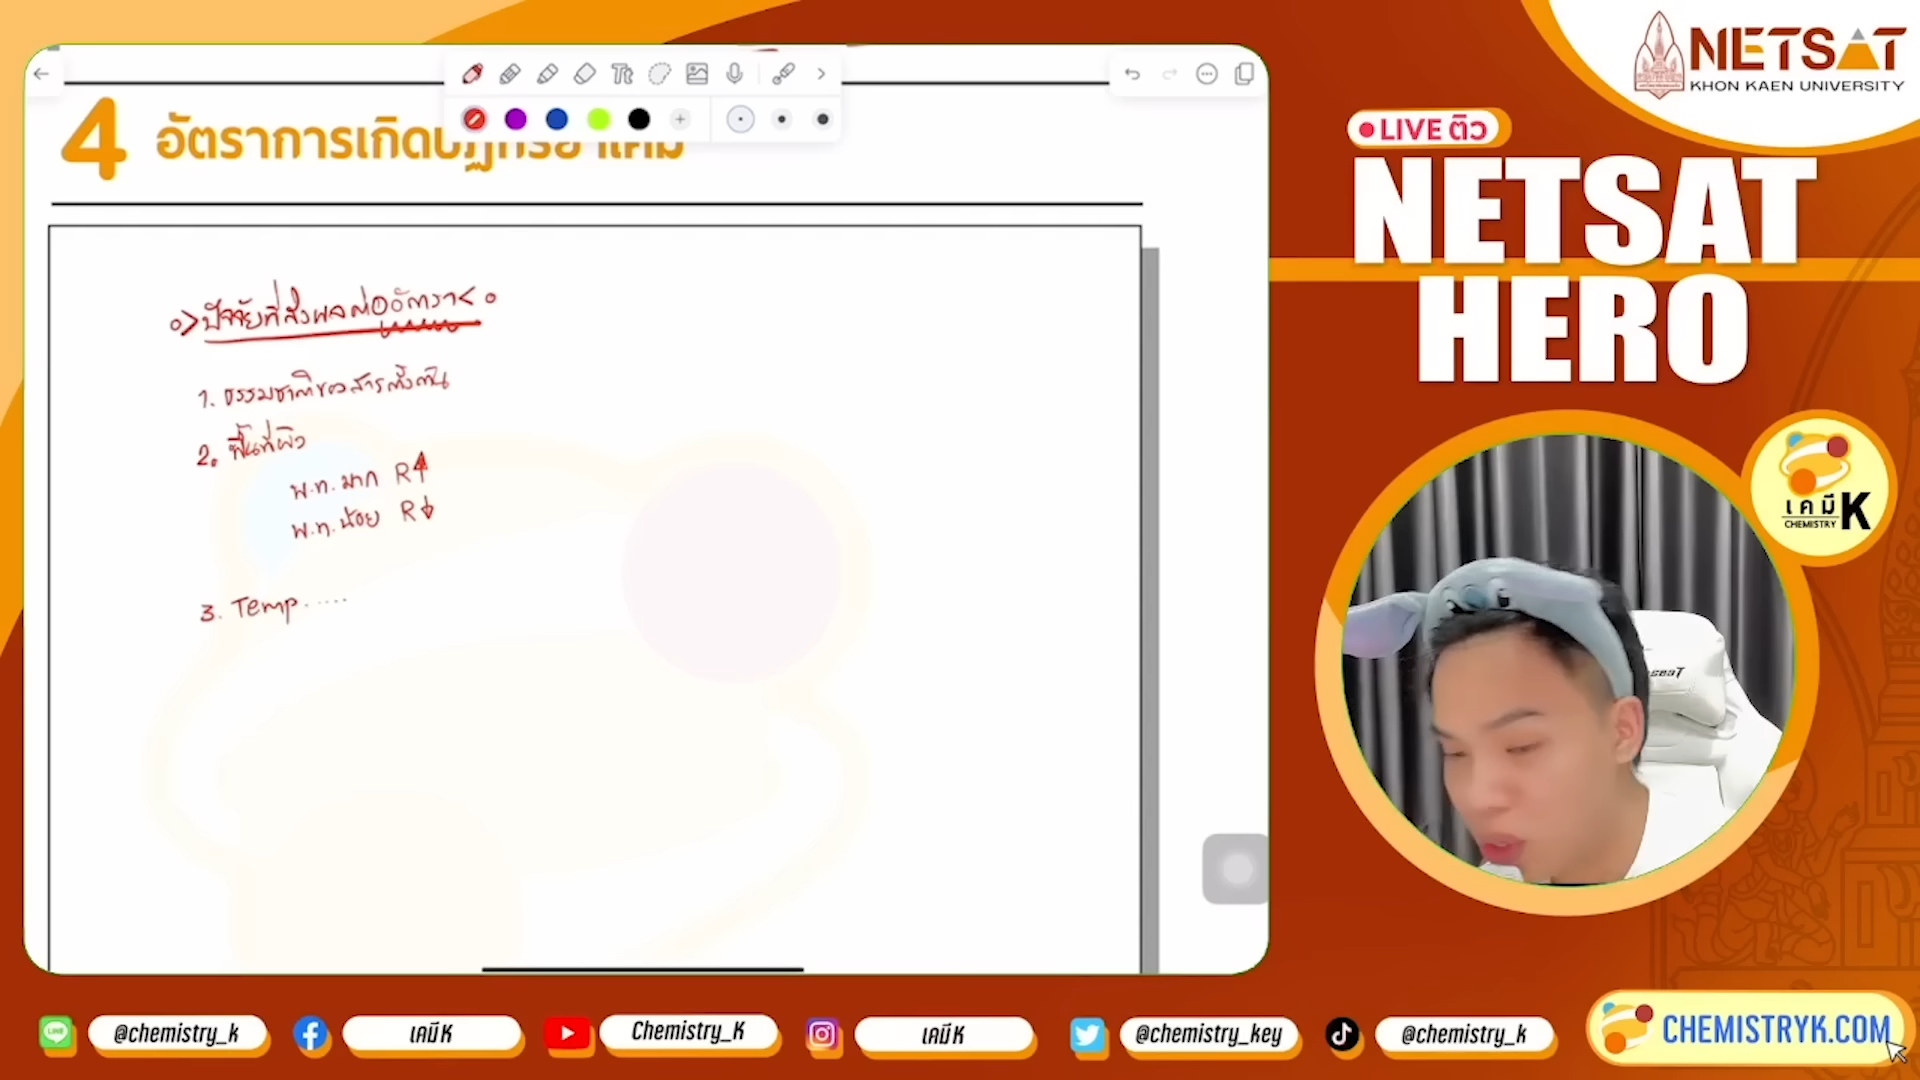 NETSAT
KHON KAEN UNIVERSITY
LIVE ติว
NETSAT
HERO
4 อัตราการเกิดปฏิกิริยาเคมี
ปัจจัยที่ส่งผลต่ออัตราฯ
1. ธรรมชาติของสารตั้งต้น
2. พื้นที่ผิว
พ.ท. มาก R↑
พ.ท. น้อย R↓
3. Temp.....
เคมี K
CHEMISTRY
@chemistry_k
เคมี K
Chemistry_K
เคมี K
@chemistry_key
@chemistry_k
CHEMISTRYK.COM